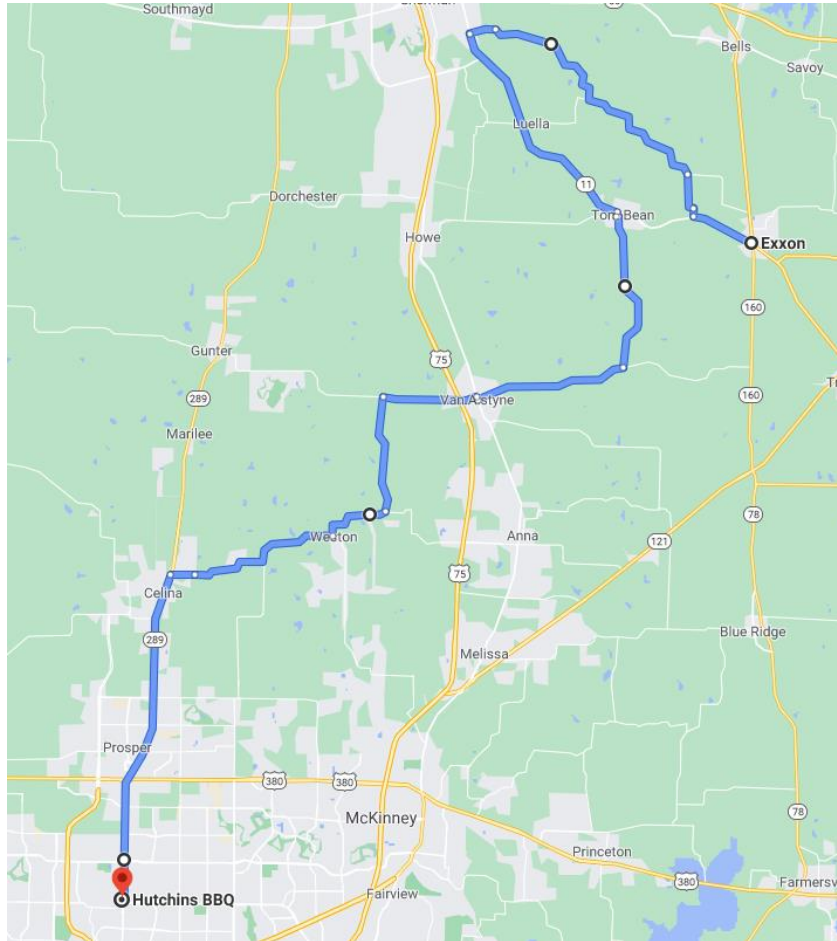 Southmayd
Bells
Savoy
Luella
11
Dorchester
Tom Bean
Howe
Exxon
160
Gunter
75
289
Van Alstyne
160
Marilee
78
Weston
Anna
121
75
Celina
Blue Ridge
289
Melissa
Prosper
380
380
McKinney
78
Princeton
380
Fairview
Hutchins BBQ